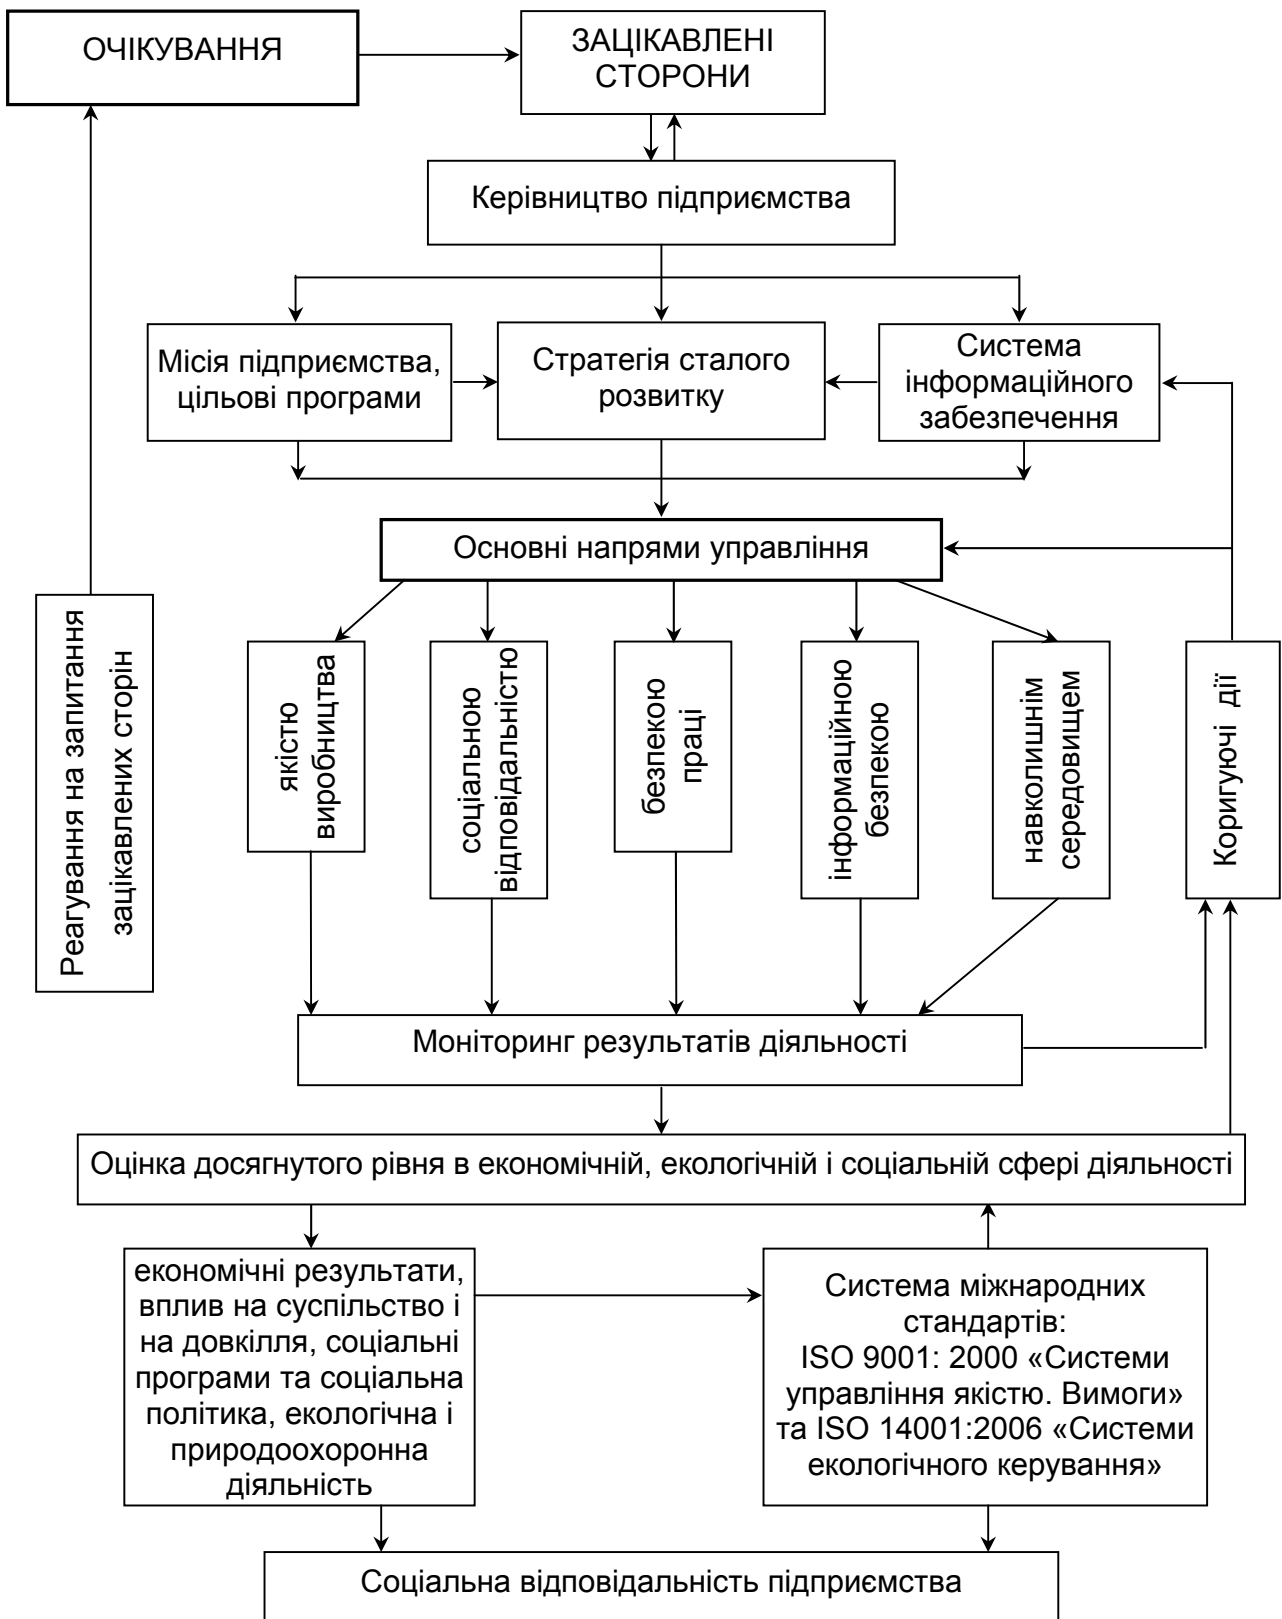 ОЧІКУВАННЯ
ЗАЦІКАВЛЕНІ
СТОРОНИ
Керівництво підприємства
Місія підприємства,
цільові програми
Стратегія сталого
розвитку
Система
інформаційного
забезпечення
Основні напрями управління
Реагування на запитання
зацікавлених сторін
якістю
виробництва
соціальною
відповідальністю
безпекою
праці
інформаційною
безпекою
навколишнім
середовищем
Коригуючі дії
Моніторинг результатів діяльності
Оцінка досягнутого рівня в економічній, екологічній і соціальній сфері діяльності
економічні результати,
вплив на суспільство і
на довкілля, соціальні
програми та соціальна
політика, екологічна і
природоохоронна
діяльність
Система міжнародних
стандартів:
ISO 9001: 2000 «Системи
управління якістю. Вимоги»
та ISO 14001:2006 «Системи
екологічного керування»
Соціальна відповідальність підприємства